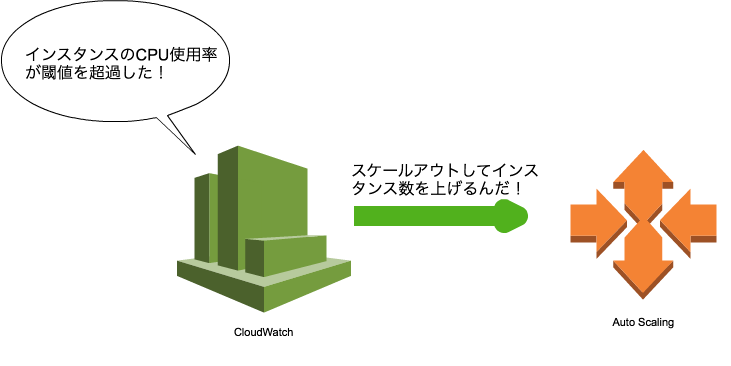 インスタンスのCPU使用率
が閾値を超過した！
スケールアウトしてインス
タンス数を上げるんだ！
CloudWatch
Auto Scaling